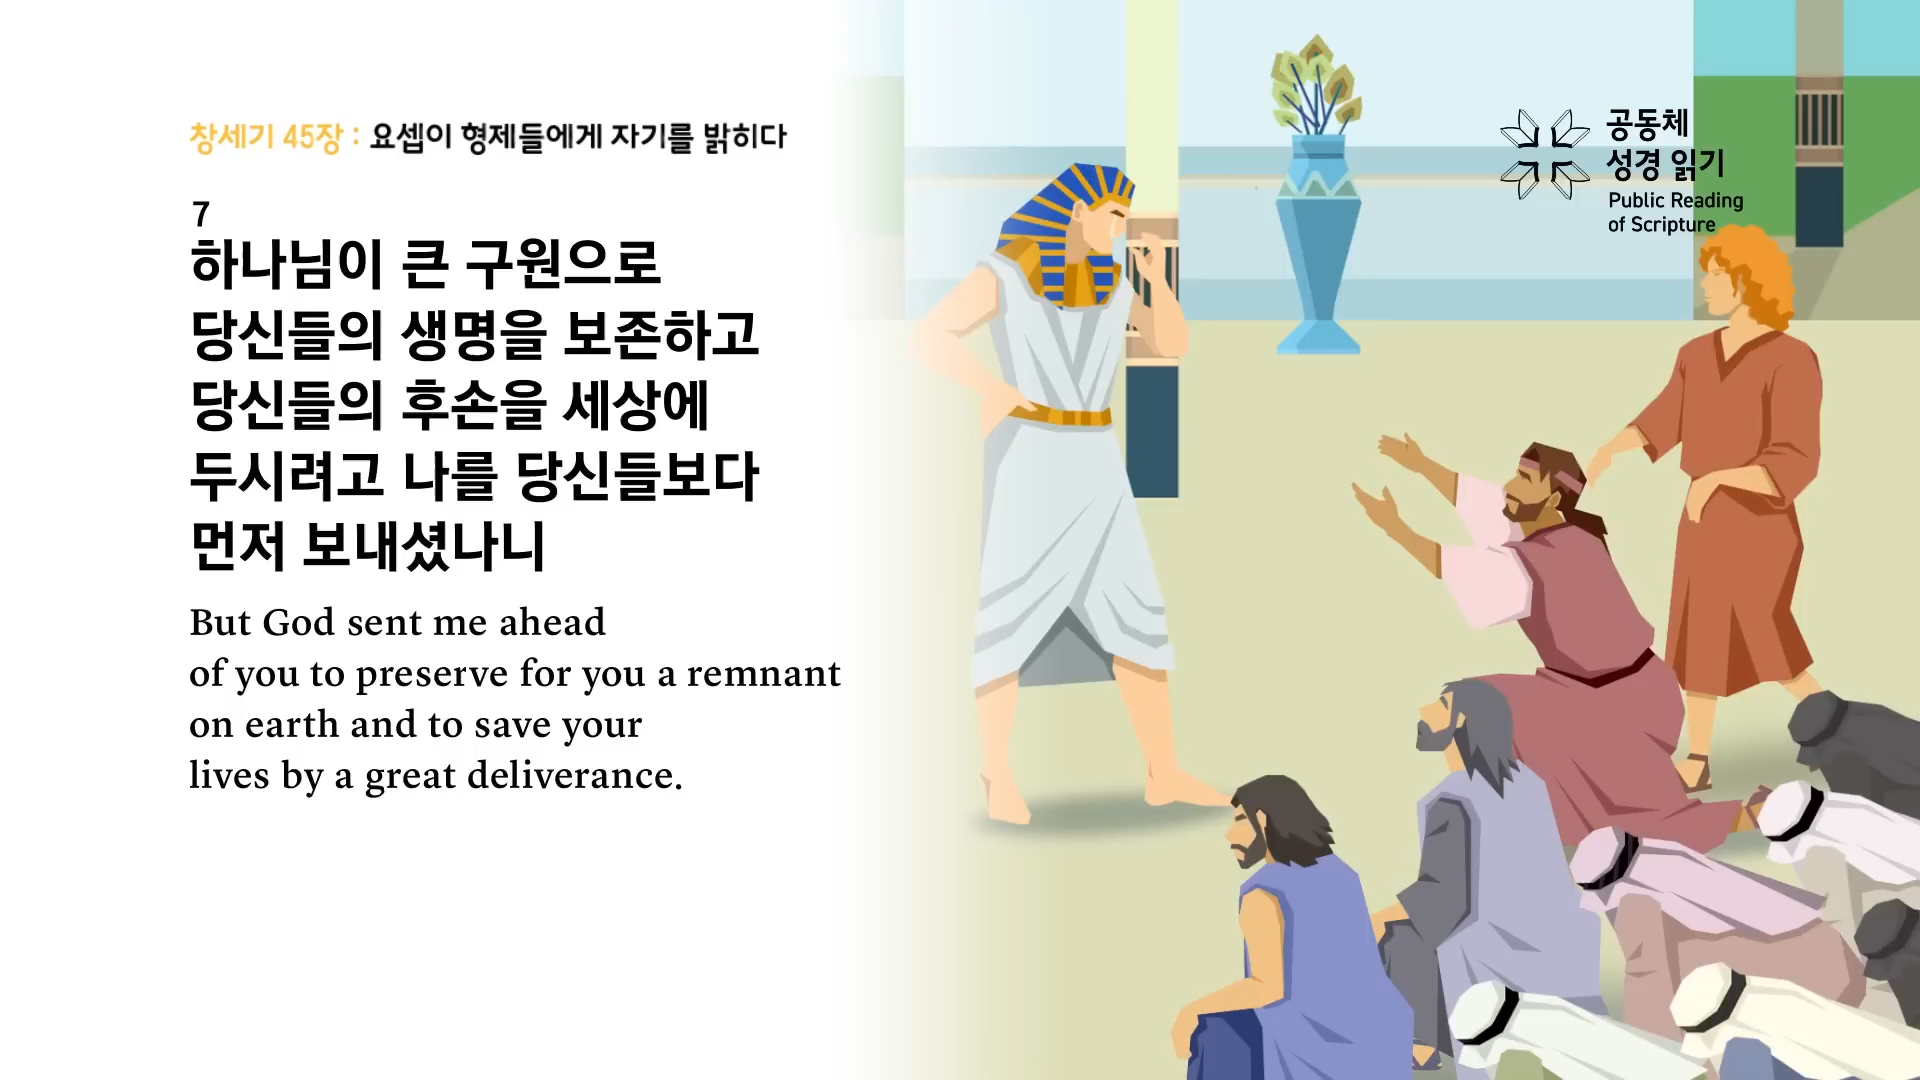 창세기 45장 : 요셉이 형제들에게 자기를 밝히다
7
하나님이 큰 구원으로
당신들의 생명을 보존하고
당신들의 후손을 세상에
두시려고 나를 당신들보다
먼저 보내셨나니
But God sent me ahead
of you to preserve for you a remnant
on earth and to save your
lives by a great deliverance.
공동체
성경 읽기
Public Reading
of Scripture